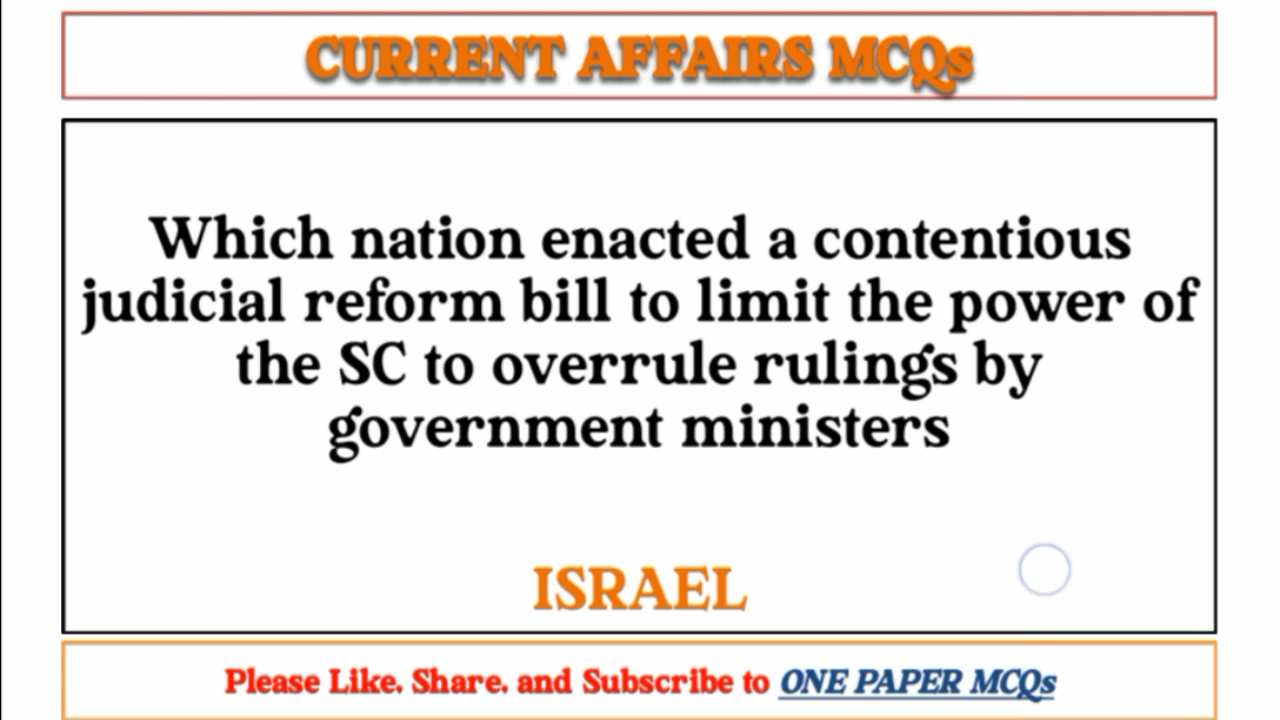 CURRENT AFFAIRS MCQs
Which nation enacted a contentious
judicial reform bill to limit the power of
the SC to overrule rulings by
government ministers
ISRAEL
Please Like. Share. and Subscribe to ONE PAPER MCQs